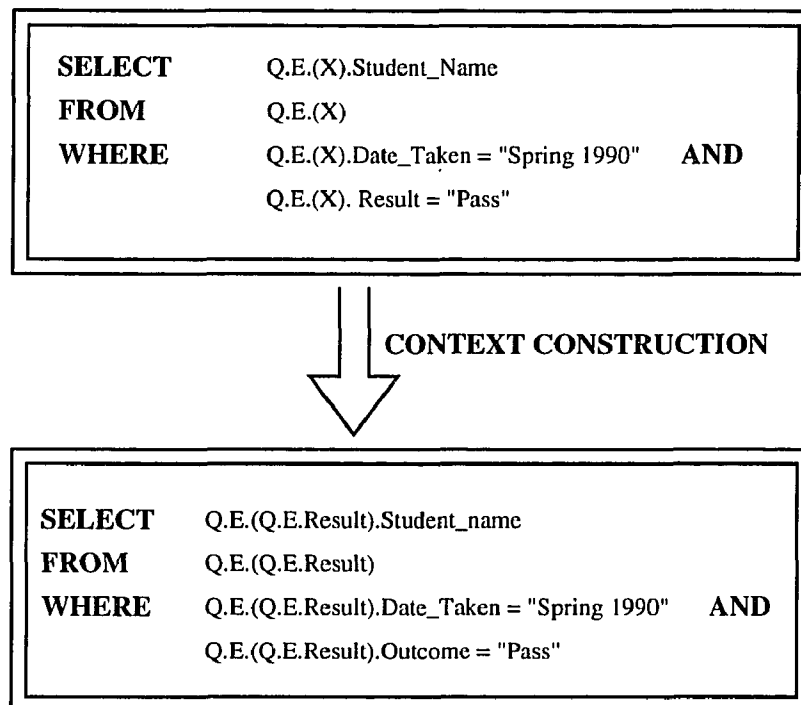 SELECT Q.E.(X).Student_Name
FROM Q.E.(X)
WHERE Q.E.(X).Date_Taken = "Spring 1990" AND
Q.E.(X). Result = "Pass"
CONTEXT CONSTRUCTION
SELECT Q.E.(Q.E.Result).Student_name
FROM Q.E.(Q.E.Result)
WHERE Q.E.(Q.E.Result).Date_Taken = "Spring 1990" AND
Q.E.(Q.E.Result).Outcome = "Pass"